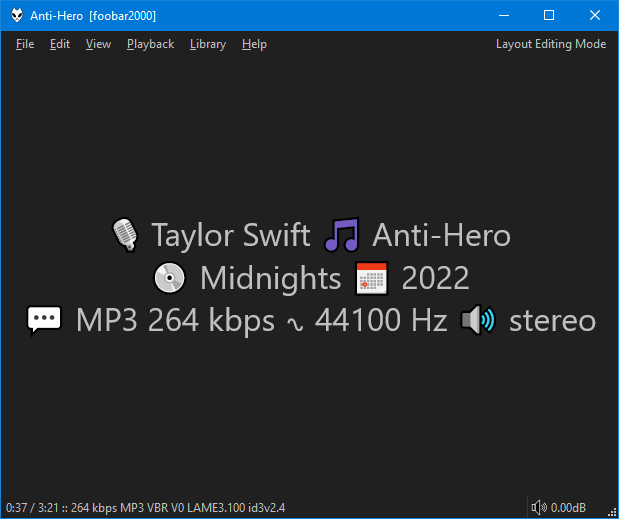 Anti-Hero [foobar2000]
File Edit View Playback Library Help Layout Editing Mode
🎙 Taylor Swift 🎵 Anti-Hero
💿 Midnights 📅 2022
💬 MP3 264 kbps ∿ 44100 Hz 🔊 stereo
0:37 / 3:21 :: 264 kbps MP3 VBR V0 LAME3.100 id3v2.4 0.00dB